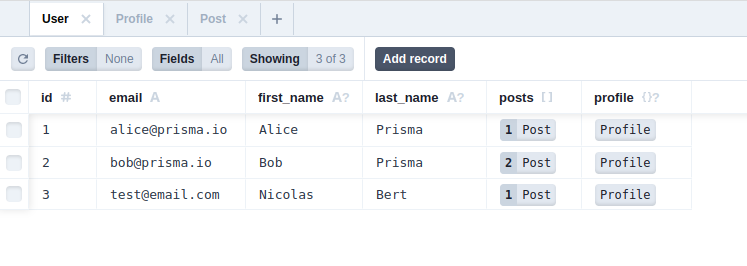 User × Profile × Post × +
Filters None Fields All Showing 3 of 3 Add record
id # email A first_name A? last_name A? posts [] profile {}?
1 alice@prisma.io Alice Prisma 1 Post Profile
2 bob@prisma.io Bob Prisma 2 Post Profile
3 test@email.com Nicolas Bert 1 Post Profile